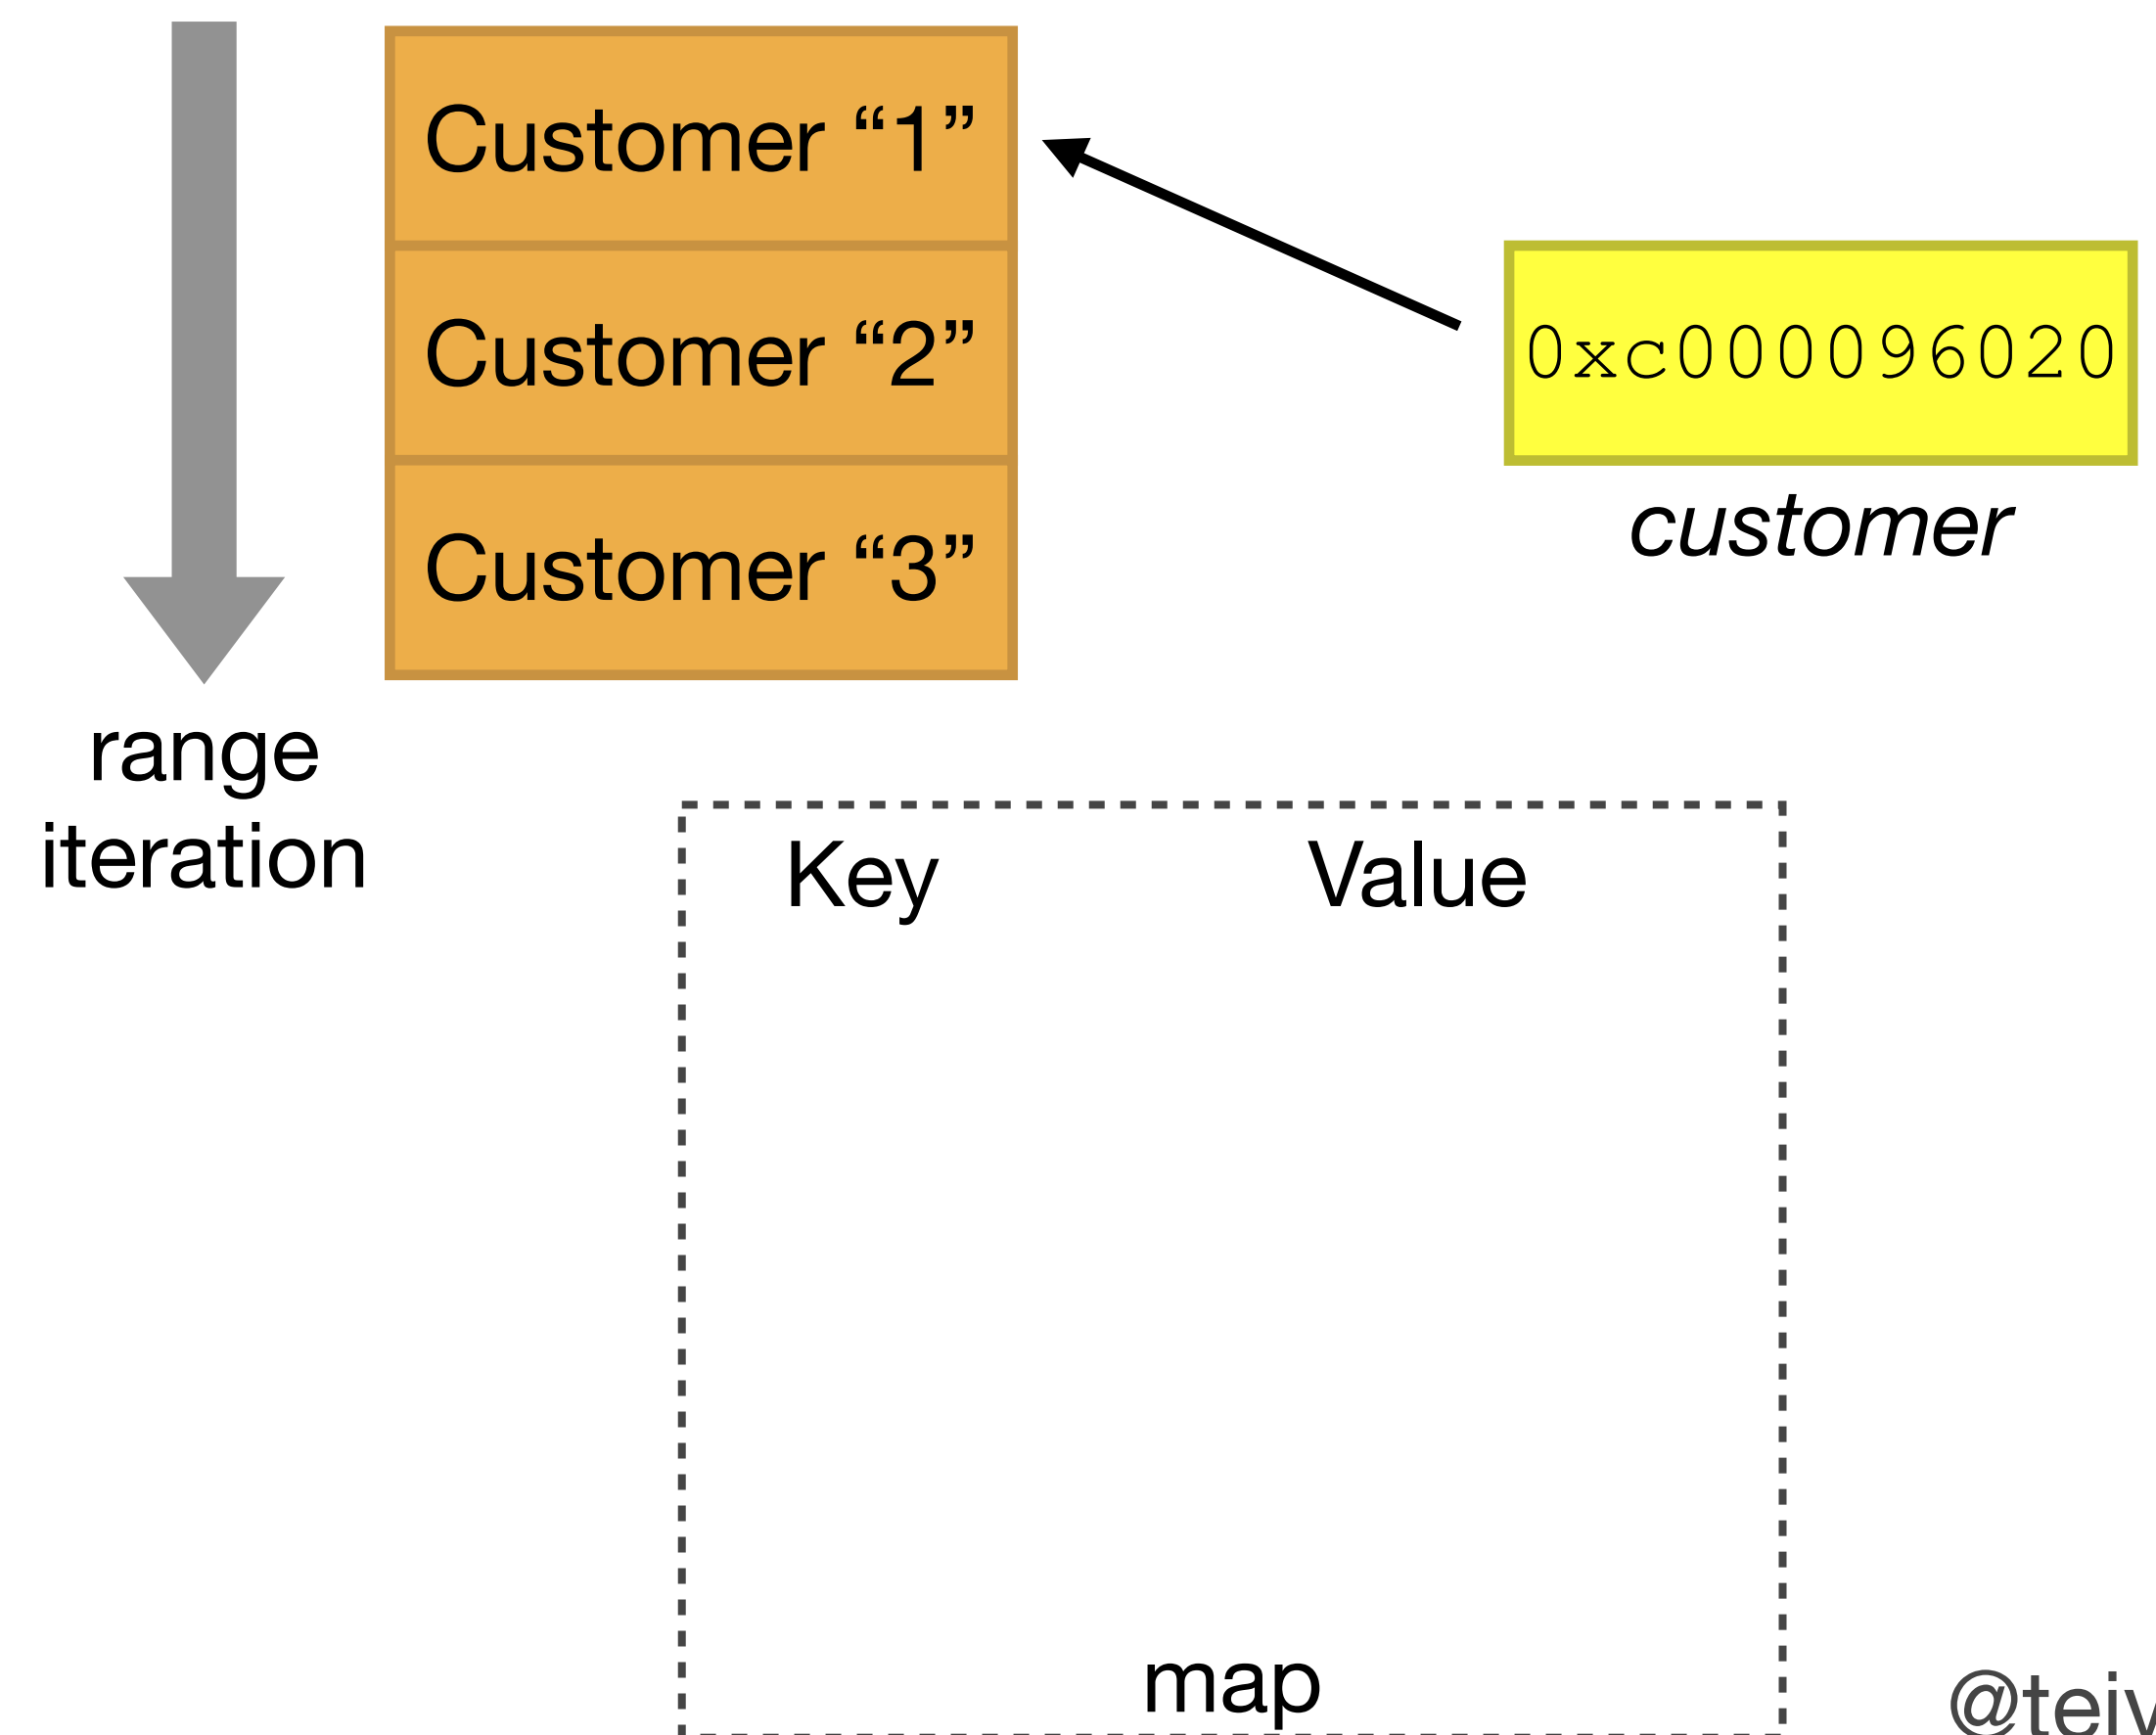 Customer “1”
Customer “2”
Customer “3”
0xc000096020
customer
range
iteration
Key Value
map